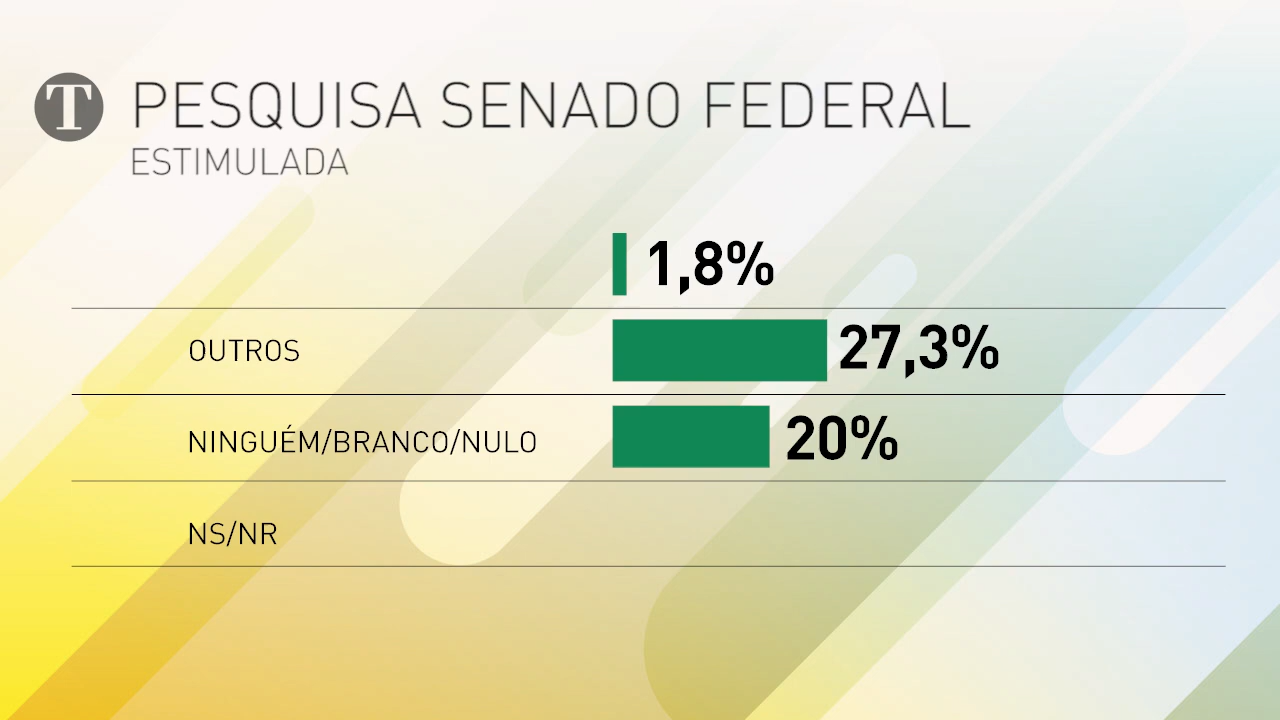 T PESQUISA SENADO FEDERAL
ESTIMULADA
1,8%
OUTROS 27,3%
NINGUÉM/BRANCO/NULO 20%
NS/NR